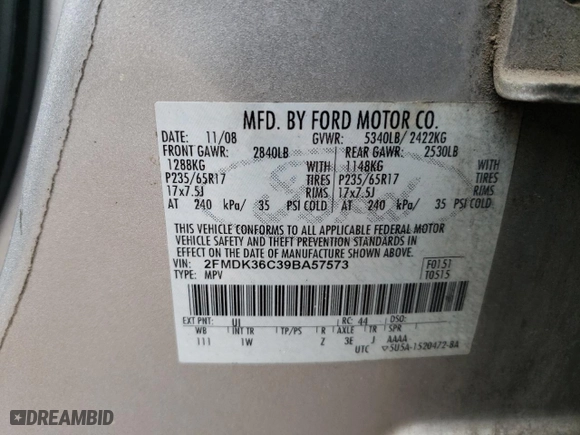 MFD. BY FORD MOTOR CO.
DATE: 11/08 GVWR: 5340LB/ 2422KG
FRONT GAWR: 2840LB REAR GAWR: 2530LB
1288KG WITH 1148KG WITH
P235/65R17 TIRES P235/65R17 TIRES
17x7.5J RIMS 17x7.5J RIMS
AT 240 kPa/ 35 PSI COLD AT 240 kPa/ 35 PSI COLD
THIS VEHICLE CONFORMS TO ALL APPLICABLE FEDERAL MOTOR
VEHICLE SAFETY AND THEFT PREVENTION STANDARDS IN
EFFECT ON THE DATE OF MANUFACTURE SHOWN ABOVE.
VIN: 2FMDK36C39BA57573 F0151
TYPE: MPV T0515
EXT PNT: UI RC: 44 DSO:
WB INT TR TP/PS R AXLE TR SPR
111 1W Z 3E J AAAA
UTC ▽5U5A-1520472-BA
DREAMBID